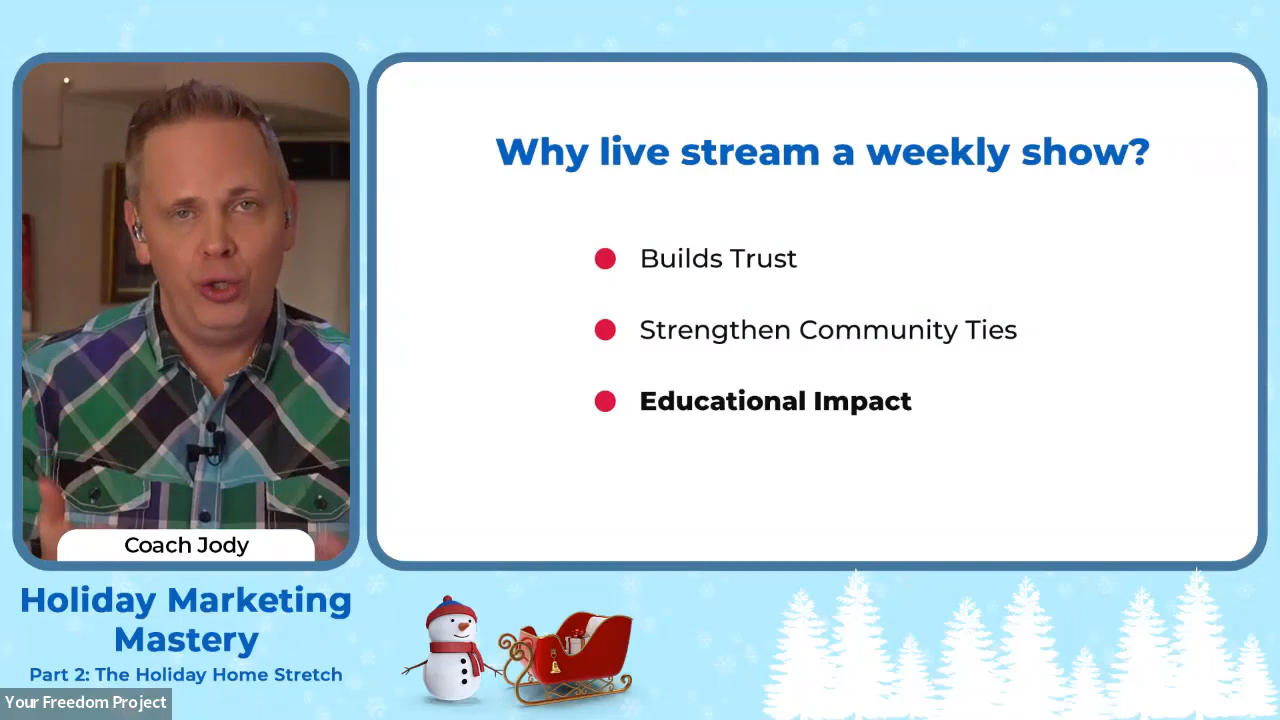 Why live stream a weekly show?
Builds Trust
Strengthen Community Ties
Educational Impact
Coach Jody
Holiday Marketing
Mastery
Part 2: The Holiday Home Stretch
Your Freedom Project